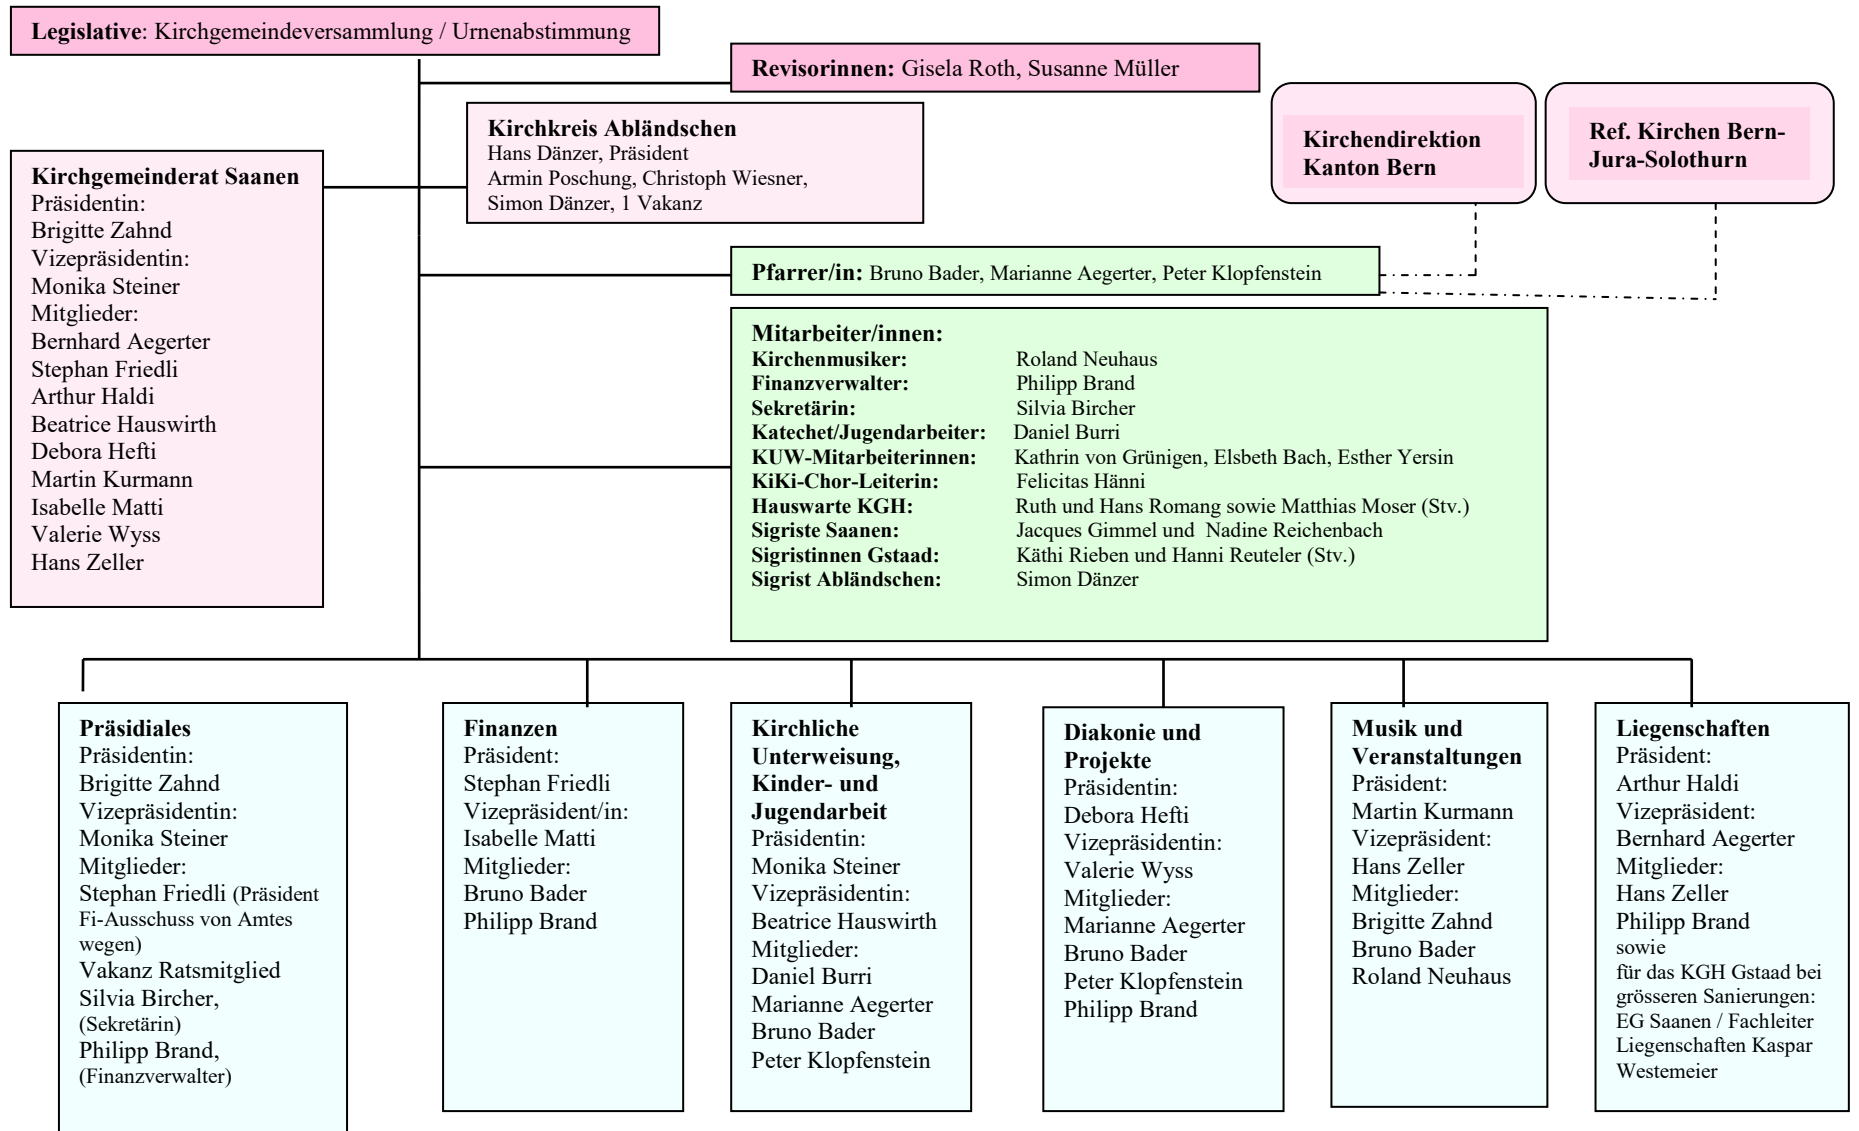 Legislative: Kirchgemeindeversammlung / Urnenabstimmung
Revisorinnen: Gisela Roth, Susanne Müller
Kirchkreis Abländschen
Hans Dänzer, Präsident
Armin Poschung, Christoph Wiesner,
Simon Dänzer, 1 Vakanz
Kirchendirektion
Kanton Bern
Ref. Kirchen Bern-
Jura-Solothurn
Kirchgemeinderat Saanen
Präsidentin:
Brigitte Zahnd
Vizepräsidentin:
Monika Steiner
Mitglieder:
Bernhard Aegerter
Stephan Friedli
Arthur Haldi
Beatrice Hauswirth
Debora Hefti
Martin Kurmann
Isabelle Matti
Valerie Wyss
Hans Zeller
Pfarrer/in: Bruno Bader, Marianne Aegerter, Peter Klopfenstein
Mitarbeiter/innen:
Kirchenmusiker: Roland Neuhaus
Finanzverwalter: Philipp Brand
Sekretärin: Silvia Bircher
Katechet/Jugendarbeiter: Daniel Burri
KUW-Mitarbeiterinnen: Kathrin von Grünigen, Elsbeth Bach, Esther Yersin
KiKi-Chor-Leiterin: Felicitas Hänni
Hauswarte KGH: Ruth und Hans Romang sowie Matthias Moser (Stv.)
Sigriste Saanen: Jacques Gimmel und Nadine Reichenbach
Sigristinnen Gstaad: Käthi Rieben und Hanni Reuteler (Stv.)
Sigrist Abländschen: Simon Dänzer
Präsidiales
Präsidentin:
Brigitte Zahnd
Vizepräsidentin:
Monika Steiner
Mitglieder:
Stephan Friedli (Präsident
Fi-Ausschuss von Amtes
wegen)
Vakanz Ratsmitglied
Silvia Bircher,
(Sekretärin)
Philipp Brand,
(Finanzverwalter)
Finanzen
Präsident:
Stephan Friedli
Vizepräsident/in:
Isabelle Matti
Mitglieder:
Bruno Bader
Philipp Brand
Kirchliche
Unterweisung,
Kinder- und
Jugendarbeit
Präsidentin:
Monika Steiner
Vizepräsidentin:
Beatrice Hauswirth
Mitglieder:
Daniel Burri
Marianne Aegerter
Bruno Bader
Peter Klopfenstein
Diakonie und
Projekte
Präsidentin:
Debora Hefti
Vizepräsidentin:
Valerie Wyss
Mitglieder:
Marianne Aegerter
Bruno Bader
Peter Klopfenstein
Philipp Brand
Musik und
Veranstaltungen
Präsident:
Martin Kurmann
Vizepräsident:
Hans Zeller
Mitglieder:
Brigitte Zahnd
Bruno Bader
Roland Neuhaus
Liegenschaften
Präsident:
Arthur Haldi
Vizepräsident:
Bernhard Aegerter
Mitglieder:
Hans Zeller
Philipp Brand
sowie
für das KGH Gstaad bei
grösseren Sanierungen:
EG Saanen / Fachleiter
Liegenschaften Kaspar
Westemeier